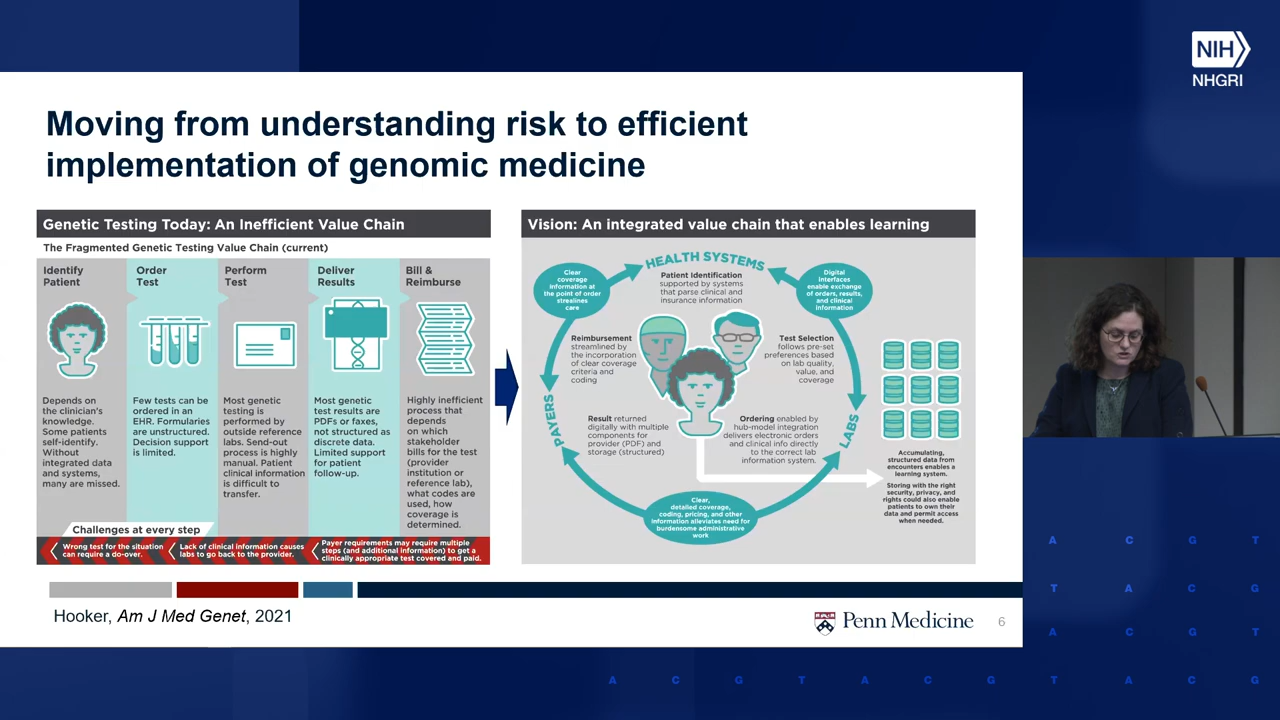 NIH
NHGRI
Moving from understanding risk to efficient
implementation of genomic medicine
Genetic Testing Today: An Inefficient Value Chain
The Fragmented Genetic Testing Value Chain (current)
Identify
Patient
Depends on
the clinician's
knowledge.
Some patients
self-identify.
Without
integrated data
and systems,
many are missed.
Order
Test
Few tests can be
ordered in an
EHR. Formularies
are unstructured.
Decision support
is limited.
Perform
Test
Most genetic
testing is
performed by
outside reference
labs. Send-out
process is highly
manual. Patient
clinical information
is difficult to
transfer.
Deliver
Results
Most genetic
test results are
PDFs or faxes,
not structured as
discrete data.
Limited support
for patient
follow-up.
Bill &
Reimburse
Highly inefficient
process that
depends
on which
stakeholder
bills for the test
(provider
institution or
reference lab),
what codes are
used, how
coverage is
determined.
Challenges at every step
Wrong test for the situation
can require a do-over.
Lack of clinical information causes
labs to go back to the provider.
Payer requirements may require multiple
steps (and additional information) to get a
clinically appropriate test covered and paid.
Vision: An integrated value chain that enables learning
HEALTH SYSTEMS
Clear
coverage
information at
the point of order
streslines
care
Patient Identification
supported by systems
that parse clinical and
insurance information
Digital
interfaces
enable exchange
of orders, results,
and clinical
information
Reimbursement
streamlined by
the incorporation
of clear coverage
criteria and
coding
Test Selection
follows pre-set
preferences based
on lab quality,
value, and
coverage
PAYERS
LABS
Result returned
digitally with multiple
components for
provider (PDF) and
storage (structured)
Ordering enabled by
hub-model integration
delivers electronic orders
and clinical info directly
to the correct lab
information system.
Clear,
detailed coverage,
coding, pricing, and other
information alleviates need for
burdensome administrative
work
Accumulating,
structured data from
encounters enables a
learning system.
Storing with the right
security, privacy, and
rights could also enable
patients to own their
data and permit access
when needed.
Hooker, Am J Med Genet, 2021
Penn Medicine
6
A C G T
T A C G
A C G T
A C G T A C G T A C G